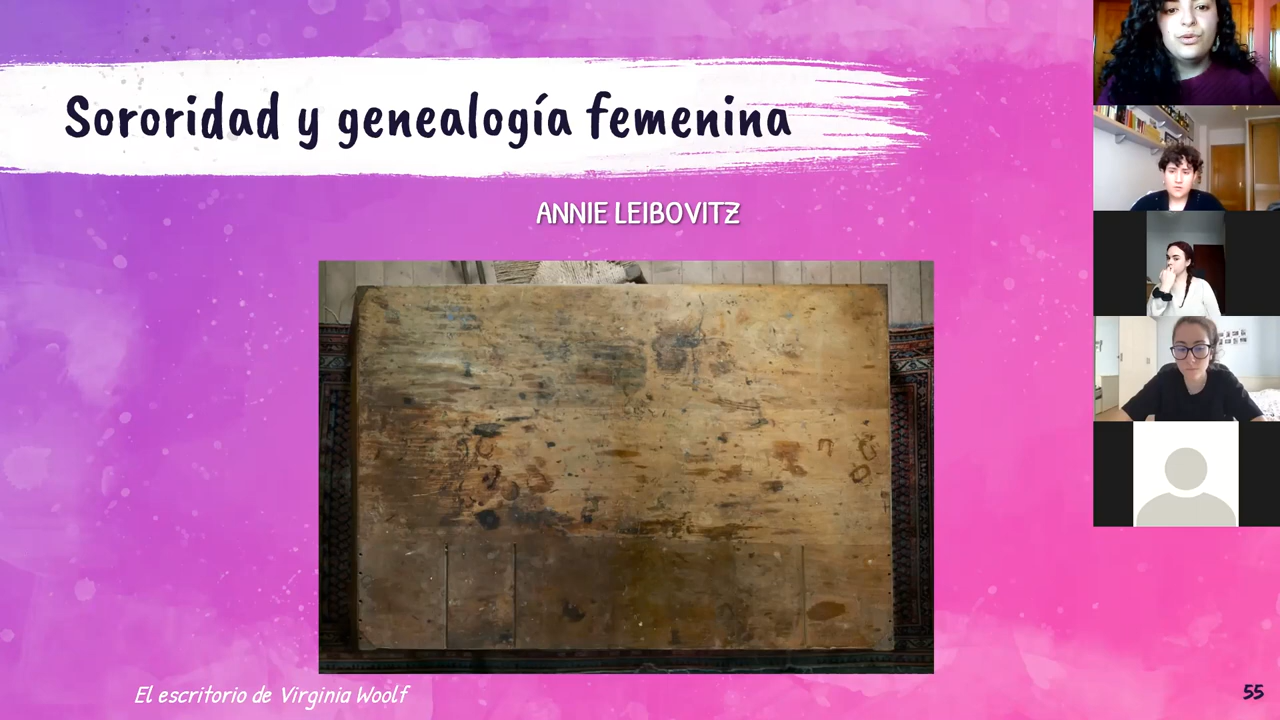 Sororidad y genealogía femenina
ANNIE LEIBOVITZ
El escritorio de Virginia Woolf
55